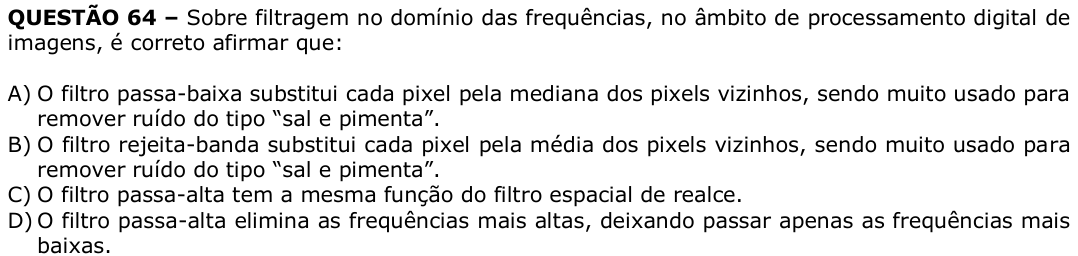 QUESTÃO 64 – Sobre filtragem no domínio das frequências, no âmbito de processamento digital de
imagens, é correto afirmar que:
A) O filtro passa-baixa substitui cada pixel pela mediana dos pixels vizinhos, sendo muito usado para
remover ruído do tipo “sal e pimenta”.
B) O filtro rejeita-banda substitui cada pixel pela média dos pixels vizinhos, sendo muito usado para
remover ruído do tipo “sal e pimenta”.
C) O filtro passa-alta tem a mesma função do filtro espacial de realce.
D) O filtro passa-alta elimina as frequências mais altas, deixando passar apenas as frequências mais
baixas.